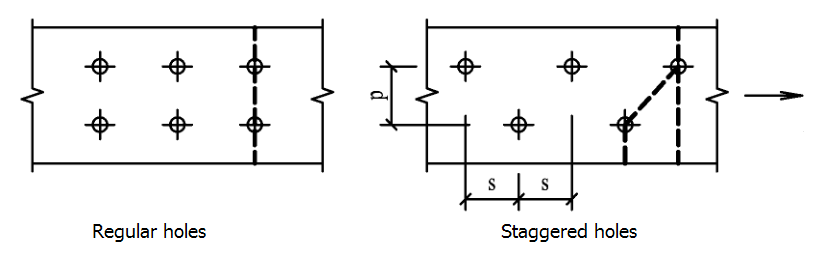 p
s s
Regular holes
Staggered holes